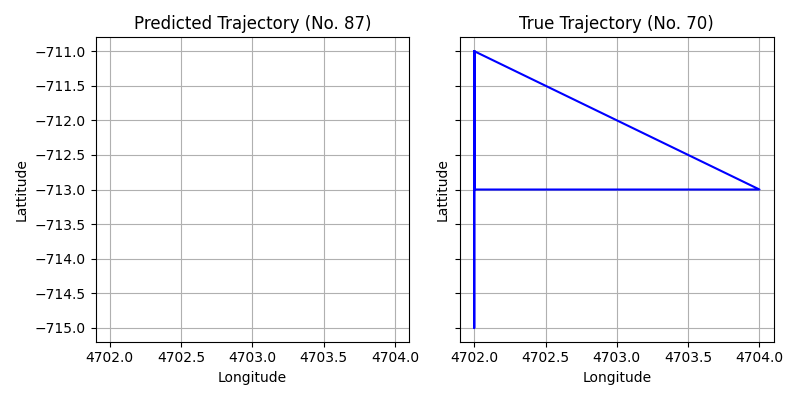 Predicted Trajectory (No. 87)
True Trajectory (No. 70)
−711.0
−711.5
−712.0
−712.5
−713.0
−713.5
−714.0
−714.5
−715.0
Lattitude
Lattitude
4702.0 4702.5 4703.0 4703.5 4704.0
4702.0 4702.5 4703.0 4703.5 4704.0
Longitude
Longitude